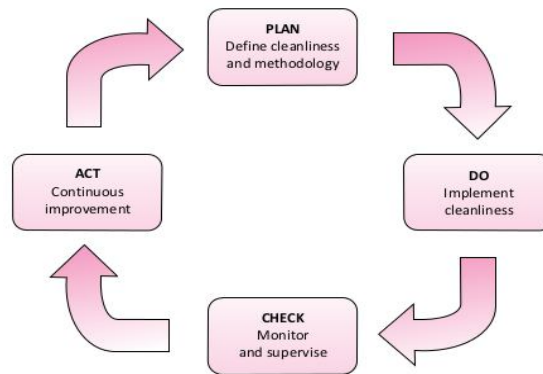 PLAN
Define cleanliness
and methodology
DO
Implement
cleanliness
CHECK
Monitor
and supervise
ACT
Continuous
improvement